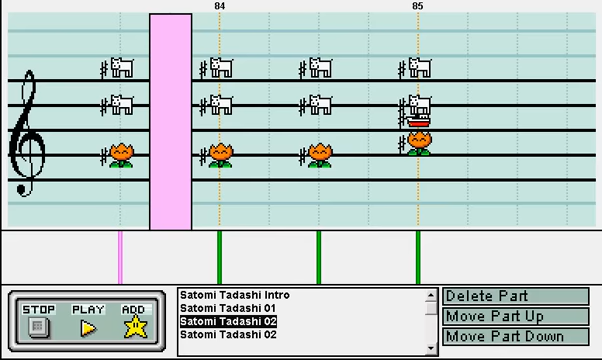 84 85
STOP PLAY ADD
Satomi Tadashi Intro
Satomi Tadashi 01
Satomi Tadashi 02
Satomi Tadashi 02
Delete Part
Move Part Up
Move Part Down